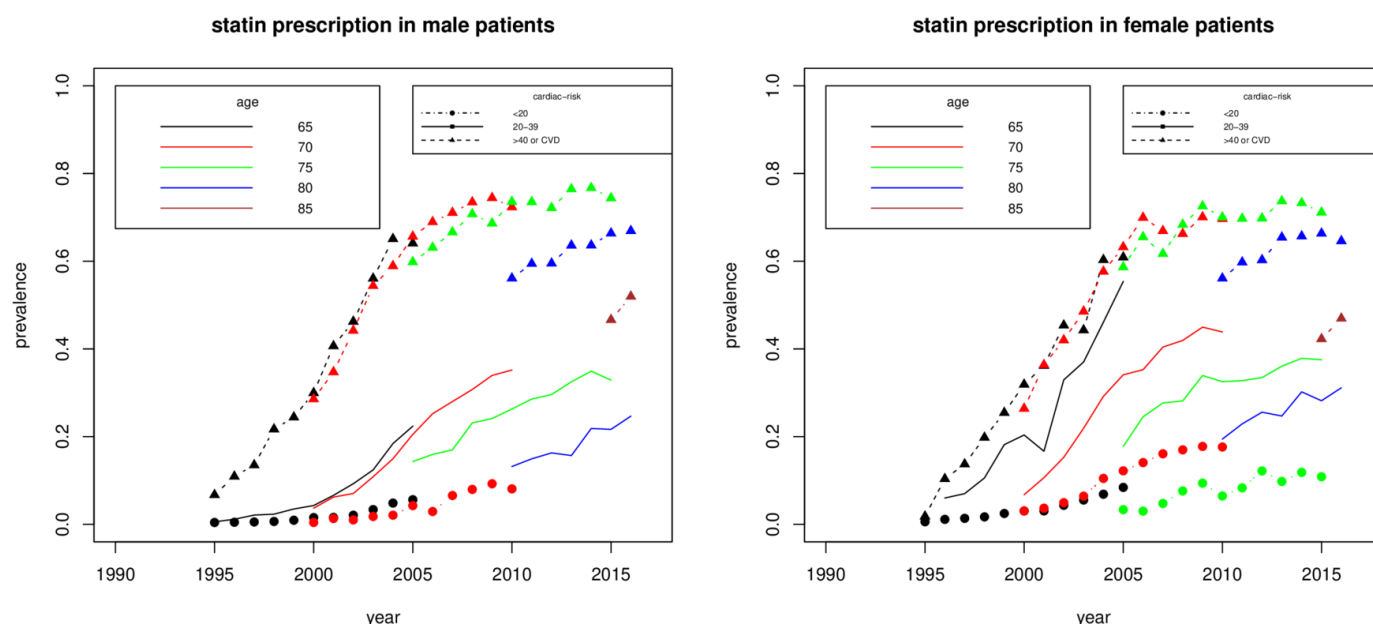 statin prescription in male patients
age
65
70
75
80
85
cardiac−risk
<20
20−39
>40 or CVD
prevalence
1.0
0.8
0.6
0.4
0.2
0.0
1990 1995 2000 2005 2010 2015
year
statin prescription in female patients
age
65
70
75
80
85
cardiac−risk
<20
20−39
>40 or CVD
prevalence
1.0
0.8
0.6
0.4
0.2
0.0
1990 1995 2000 2005 2010 2015
year